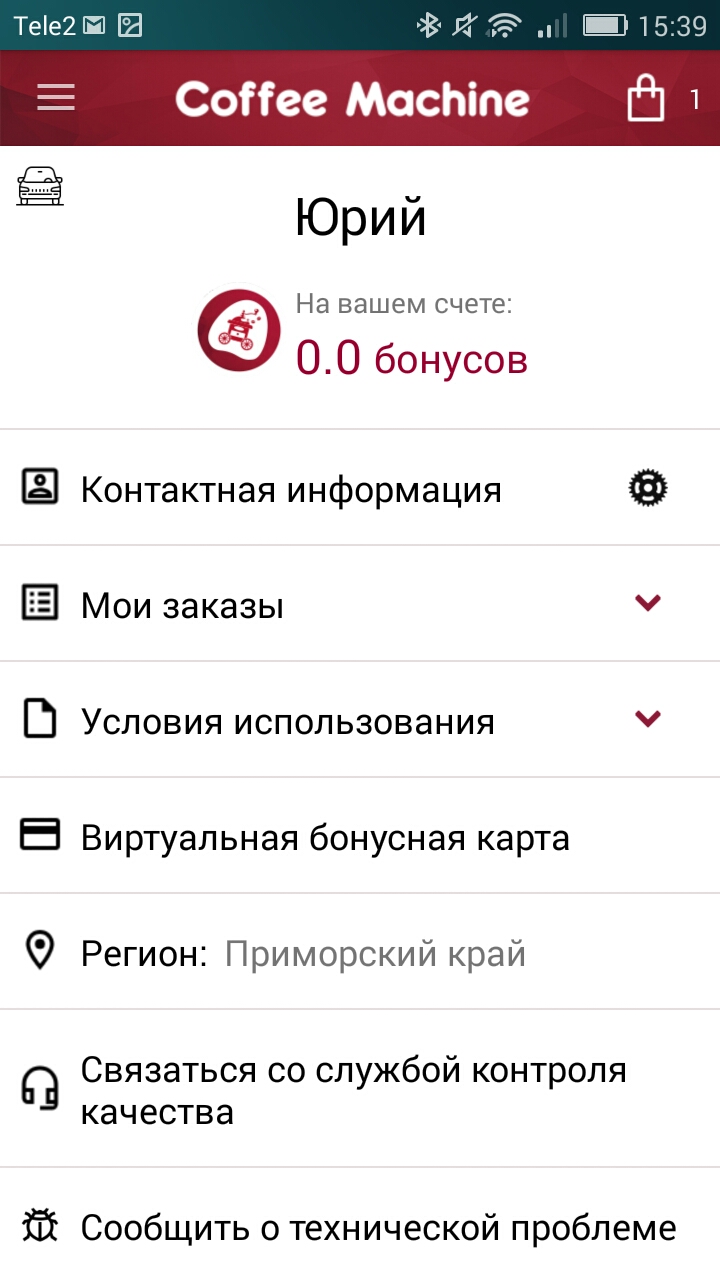 Tele2 15:39
Coffee Machine 1
Юрий
На вашем счете:
0.0 бонусов
Контактная информация
Мои заказы
Условия использования
Виртуальная бонусная карта
Регион: Приморский край
Связаться со службой контроля
качества
Сообщить о технической проблеме